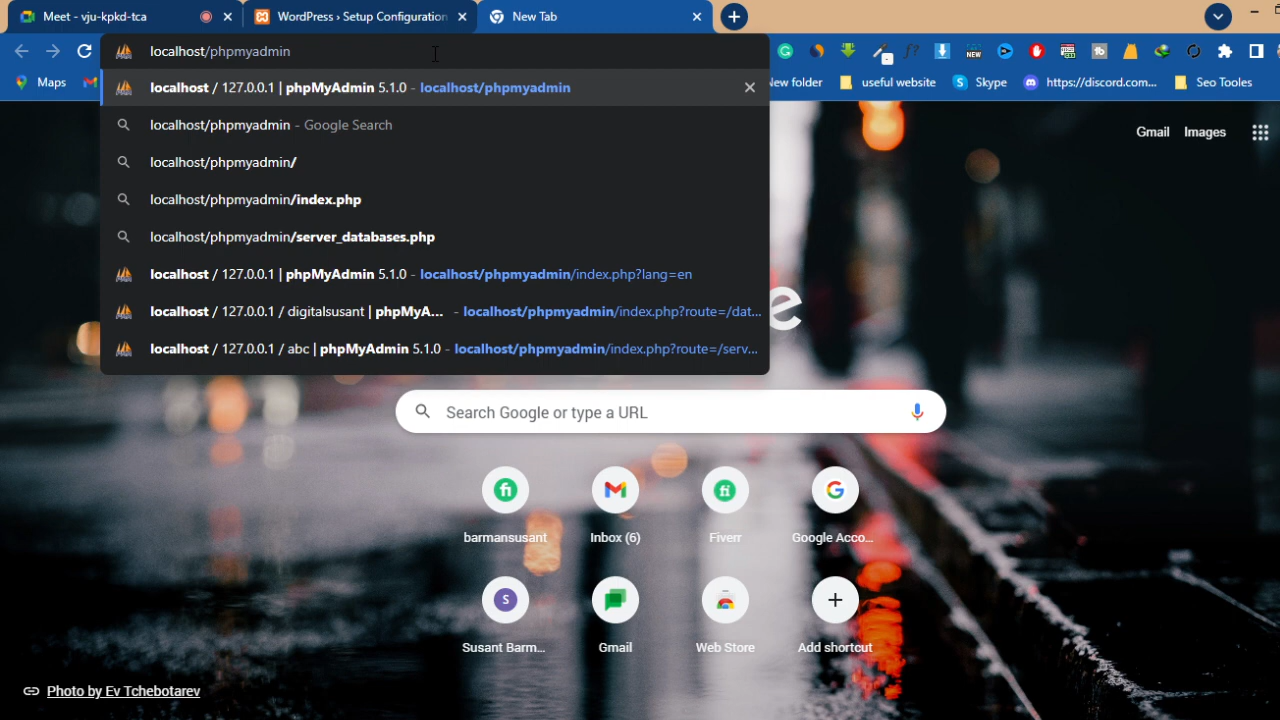 Meet - vju-kpkd-tca
WordPress › Setup Configuration
New Tab
localhost/phpmyadmin
Maps
New folder
useful website
Skype
https://discord.com...
Seo Tooles
localhost / 127.0.0.1 | phpMyAdmin 5.1.0 - localhost/phpmyadmin
localhost/phpmyadmin - Google Search
localhost/phpmyadmin/
localhost/phpmyadmin/index.php
localhost/phpmyadmin/server_databases.php
localhost / 127.0.0.1 | phpMyAdmin 5.1.0 - localhost/phpmyadmin/index.php?lang=en
localhost / 127.0.0.1 / digitalsusant | phpMyA... - localhost/phpmyadmin/index.php?route=/dat...
localhost / 127.0.0.1 / abc | phpMyAdmin 5.1.0 - localhost/phpmyadmin/index.php?route=/serv...
Gmail Images
e
Search Google or type a URL
barmansusant
Inbox (6)
Fiverr
Google Acco...
S
Susant Barm...
Gmail
Web Store
Add shortcut
Photo by Ev Tchebotarev